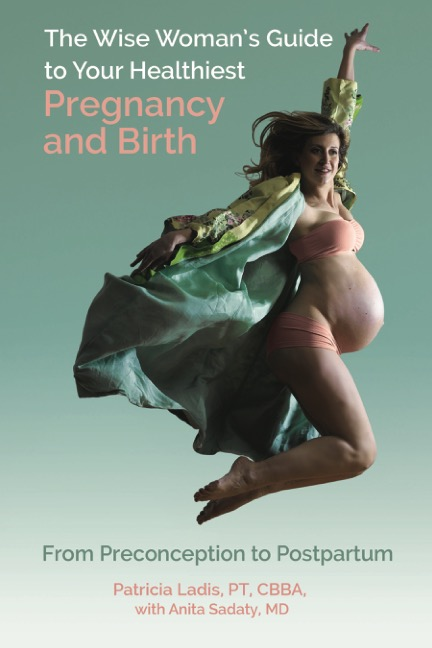 The Wise Woman's Guide
to Your Healthiest
Pregnancy
and Birth
From Preconception to Postpartum
Patricia Ladis, PT, CBBA,
with Anita Sadaty, MD